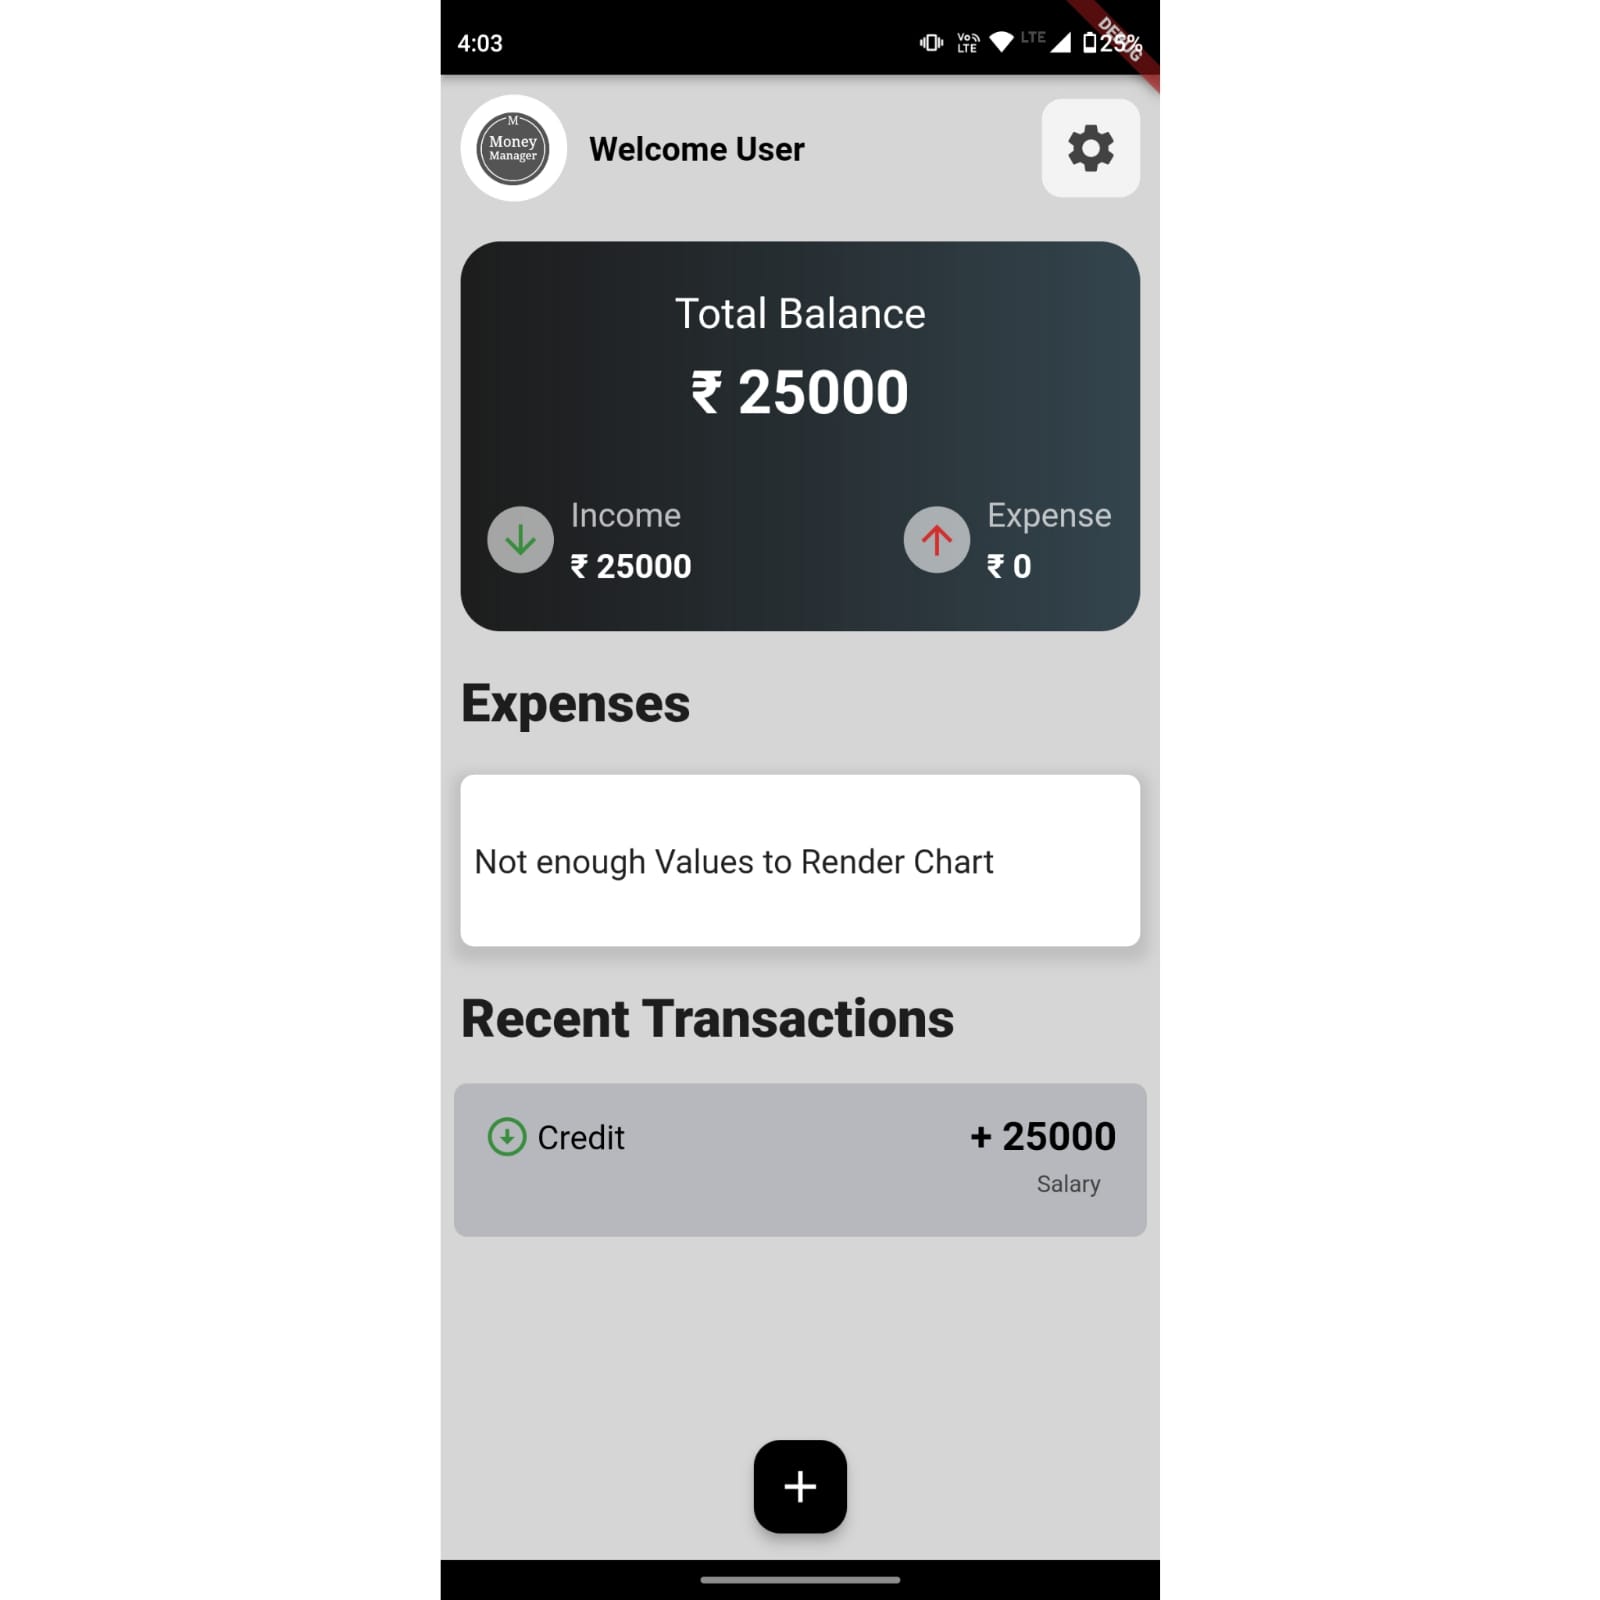 4:03
Vo LTE
LTE
25%
DEBUG
M
Money
Manager
Welcome User
Total Balance
₹ 25000
Income
₹ 25000
Expense
₹ 0
Expenses
Not enough Values to Render Chart
Recent Transactions
Credit
+ 25000
Salary